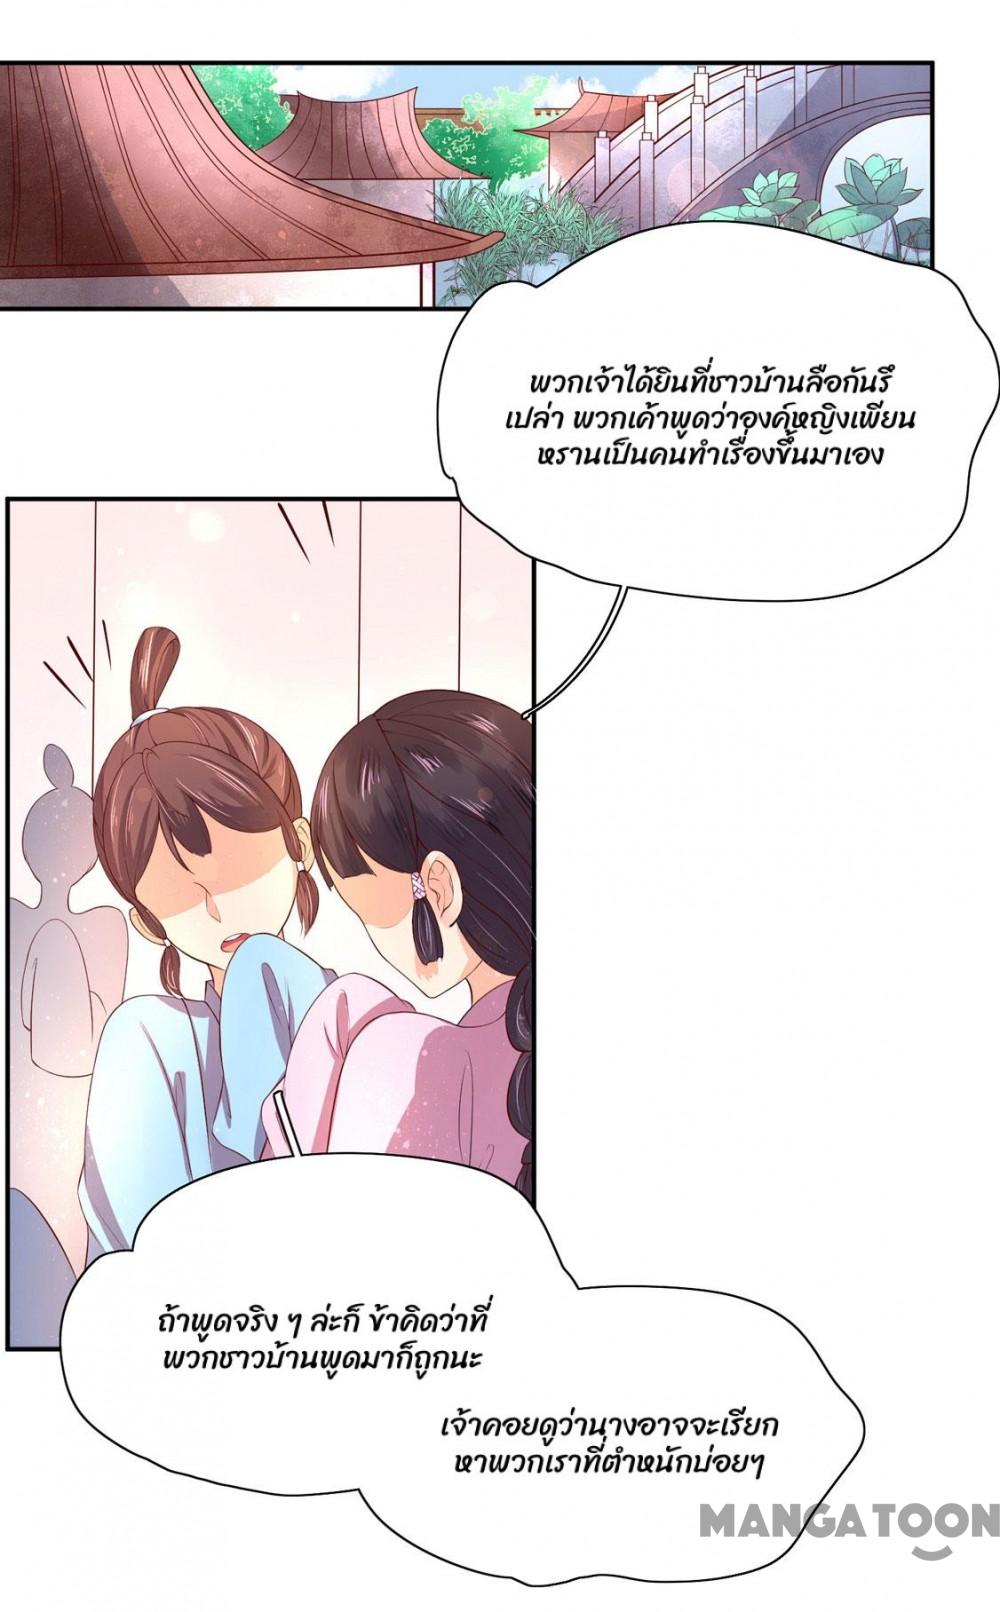 พวกเจ้าได้ยินที่ชาวบ้านลือกันรึ
เปล่า พวกเค้าพูดว่าองค์หญิงเพียน
หรานเป็นคนทำเรื่องขึ้นมาเอง
ถ้าพูดจริง ๆ ล่ะก็ ข้าคิดว่าที่
พวกชาวบ้านพูดมาก็ถูกนะ
เจ้าคอยดูว่านางอาจจะเรียก
หาพวกเราที่ตำหนักบ่อยๆ
MANGATOON